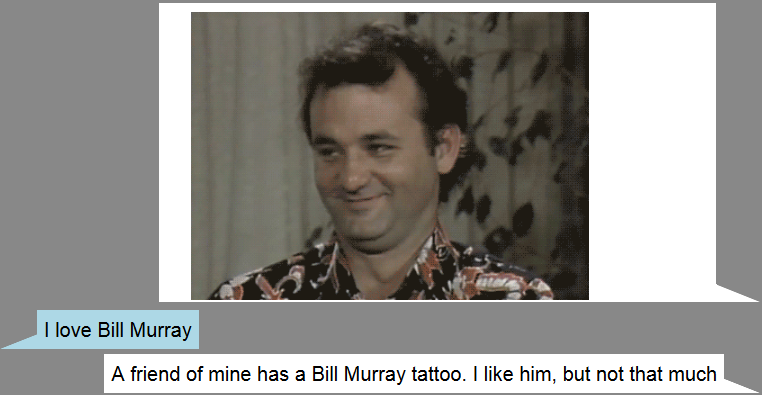 I love Bill Murray
A friend of mine has a Bill Murray tattoo. I like him, but not that much